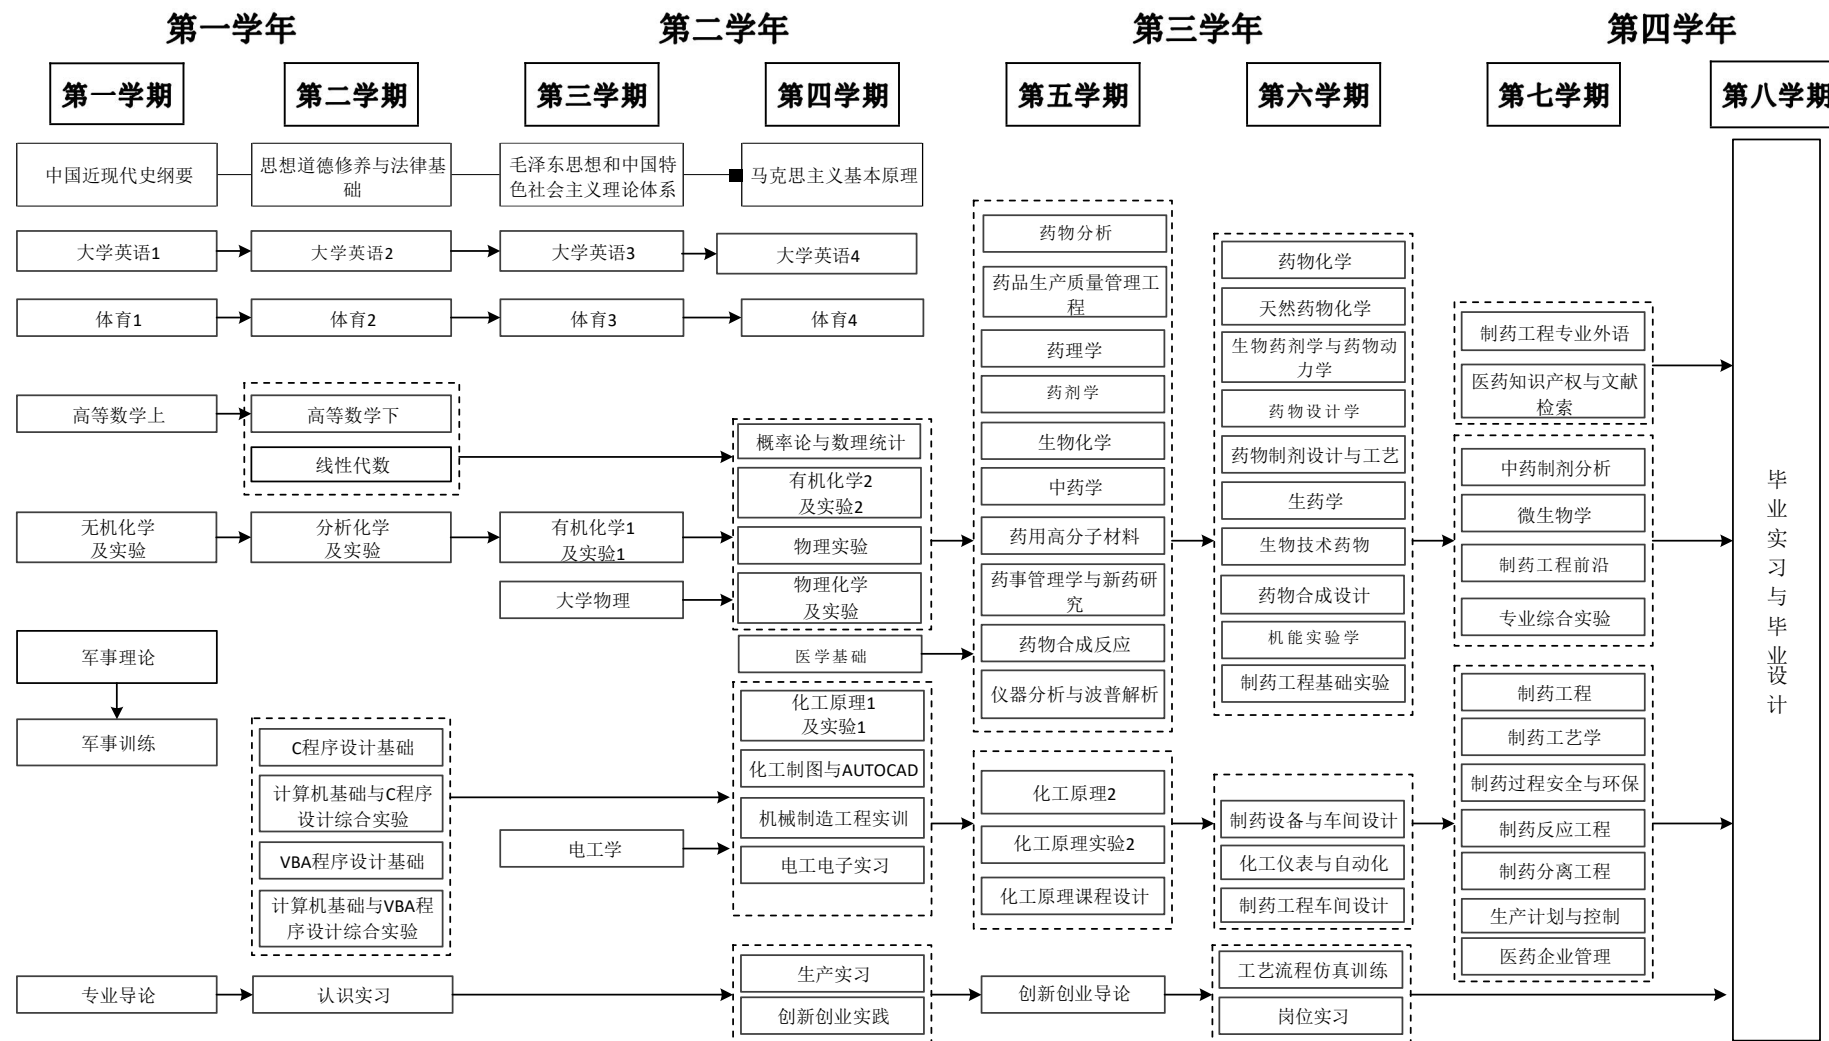 第一学年
第二学年
第三学年
第四学年
第一学期
第二学期
第三学期
第四学期
第五学期
第六学期
第七学期
第八学期
中国近现代史纲要
思想道德修养与法律基
础
毛泽东思想和中国特
色社会主义理论体系
马克思主义基本原理
大学英语1
大学英语2
大学英语3
大学英语4
体育1
体育2
体育3
体育4
高等数学上
高等数学下
线性代数
无机化学
及实验
分析化学
及实验
有机化学1
及实验1
大学物理
概率论与数理统计
有机化学2
及实验2
物理实验
物理化学
及实验
医学基础
军事理论
军事训练
C程序设计基础
计算机基础与C程序
设计综合实验
VBA程序设计基础
计算机基础与VBA程
序设计综合实验
电工学
化工原理1
及实验1
化工制图与AUTOCAD
机械制造工程实训
电工电子实习
专业导论
认识实习
生产实习
创新创业实践
药物分析
药品生产质量管理工
程
药理学
药剂学
生物化学
中药学
药用高分子材料
药事管理学与新药研
究
药物合成反应
仪器分析与波普解析
化工原理2
化工原理实验2
化工原理课程设计
创新创业导论
药物化学
天然药物化学
生物药剂学与药物动
力学
药物设计学
药物制剂设计与工艺
生药学
生物技术药物
药物合成设计
机能实验学
制药工程基础实验
制药设备与车间设计
化工仪表与自动化
制药工程车间设计
工艺流程仿真训练
岗位实习
制药工程专业外语
医药知识产权与文献
检索
中药制剂分析
微生物学
制药工程前沿
专业综合实验
制药工程
制药工艺学
制药过程安全与环保
制药反应工程
制药分离工程
生产计划与控制
医药企业管理
毕业实习与毕业设计